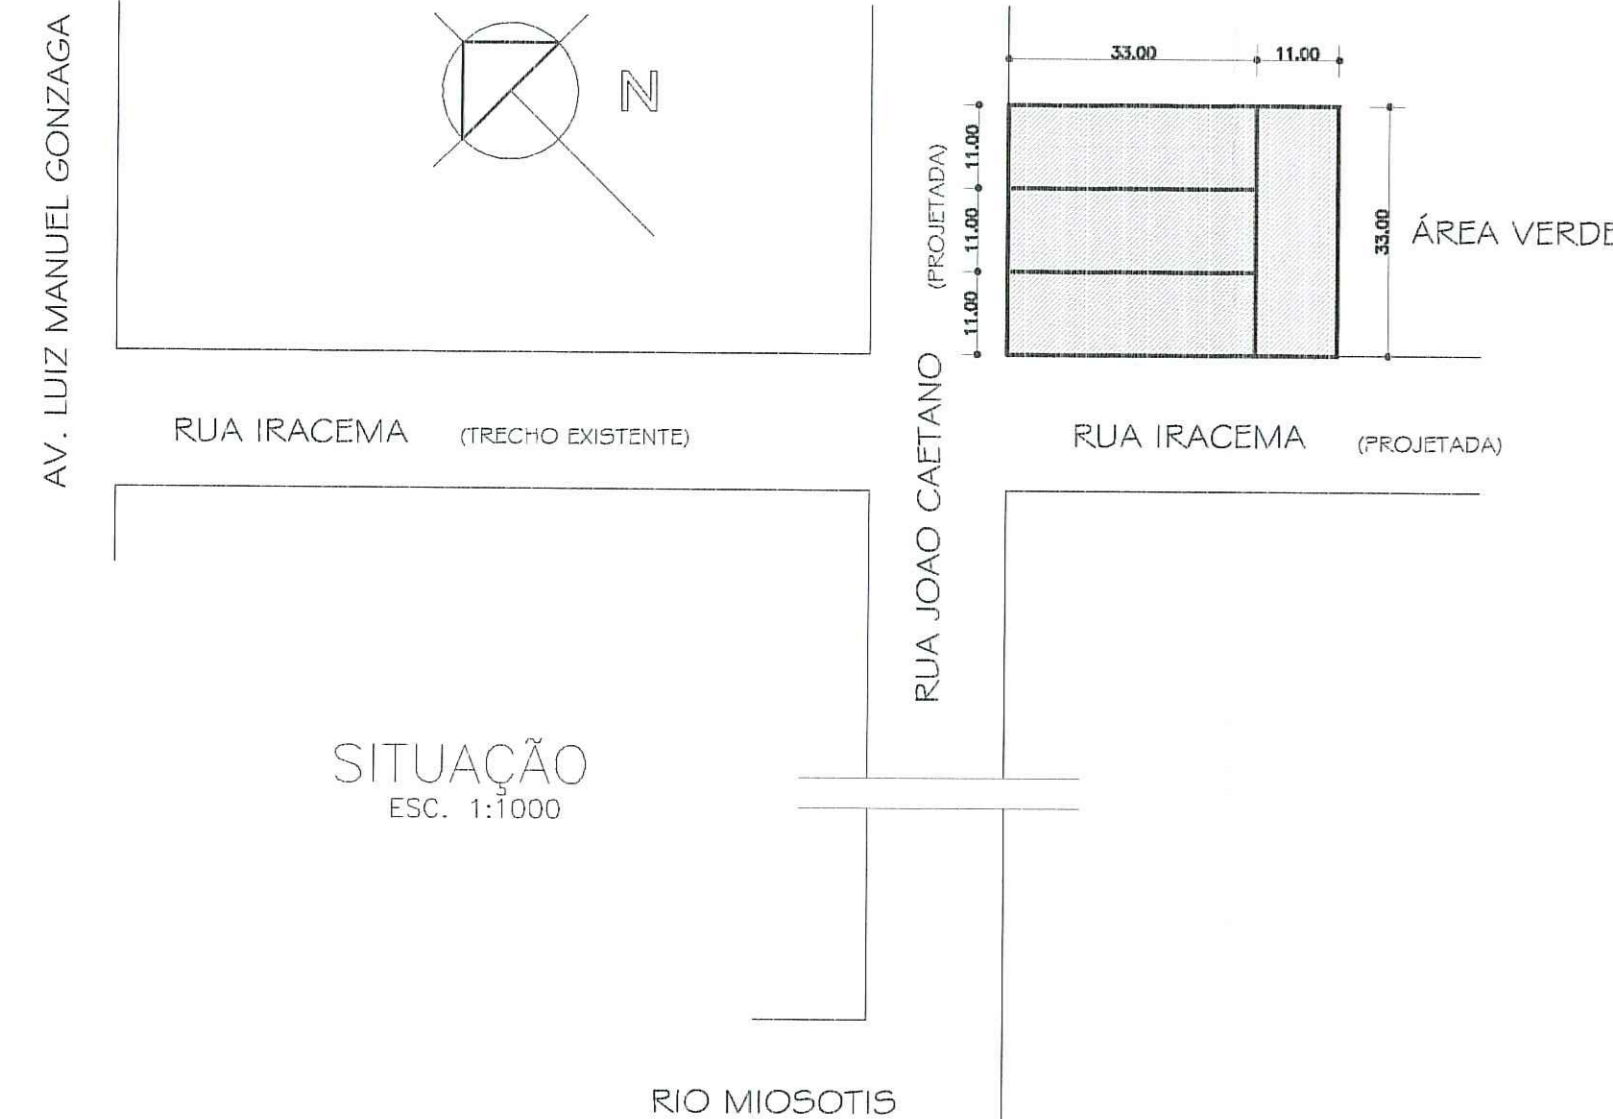 AV. LUIZ MANUEL GONZAGA
N
33.00
11.00
11.00
11.00
11.00
33.00
(PROJETADA)
ÁREA VERDE
RUA IRACEMA (TRECHO EXISTENTE)
RUA JOAO CAETANO
RUA IRACEMA (PROJETADA)
SITUAÇÃO
ESC. 1:1000
RIO MIOSOTIS